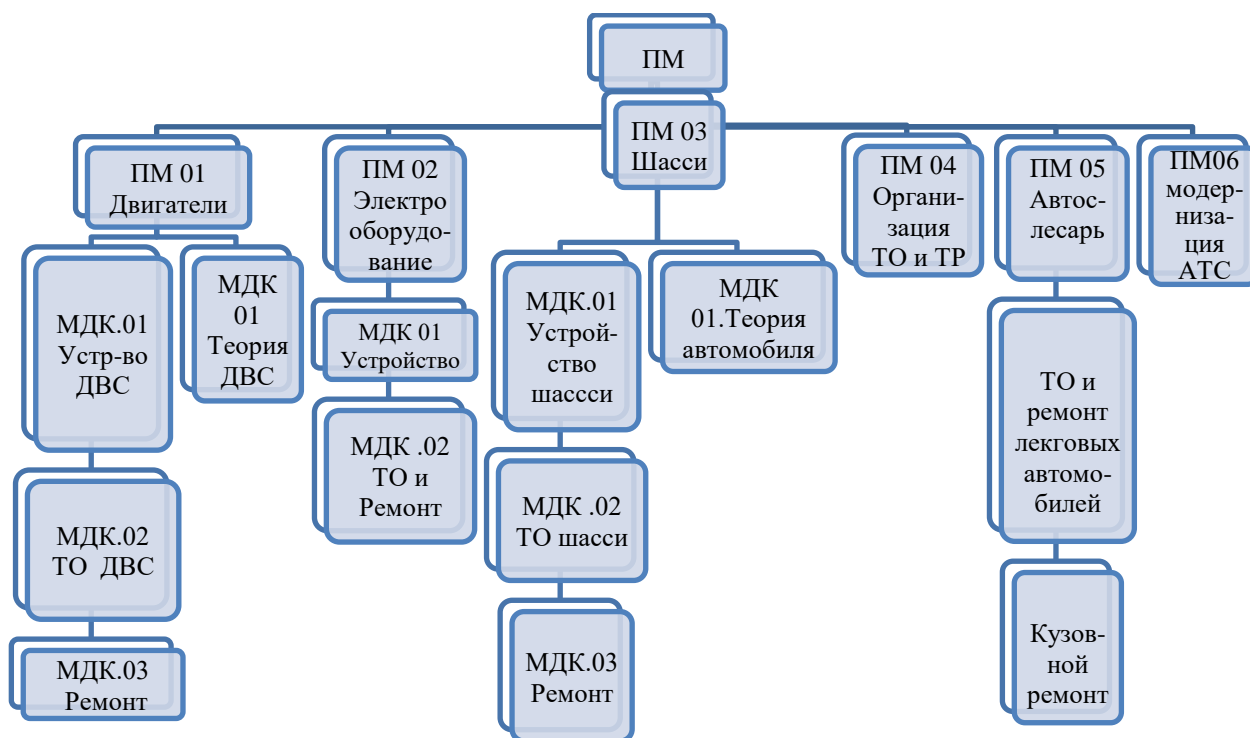 ПМ
ПМ 01
Двигатели
ПМ 02
Электро
оборудо-
вание
ПМ 03
Шасси
ПМ 04
Органи-
зация
ТО и ТР
ПМ 05
Автос-
лесарь
ПМ06
модер-
низа-
ция
АТС
МДК.01
Устр-во
ДВС
МДК
01
Теория
ДВС
МДК 01
Устройство
МДК.01
Устрой-
ство
шассси
МДК
01.Теория
автомобиля
ТО и
ремонт
лекговых
автомо-
билей
МДК.02
ТО ДВС
МДК .02
ТО и
Ремонт
МДК .02
ТО шасси
МДК.03
Ремонт
МДК.03
Ремонт
Кузов-
ной
ремонт